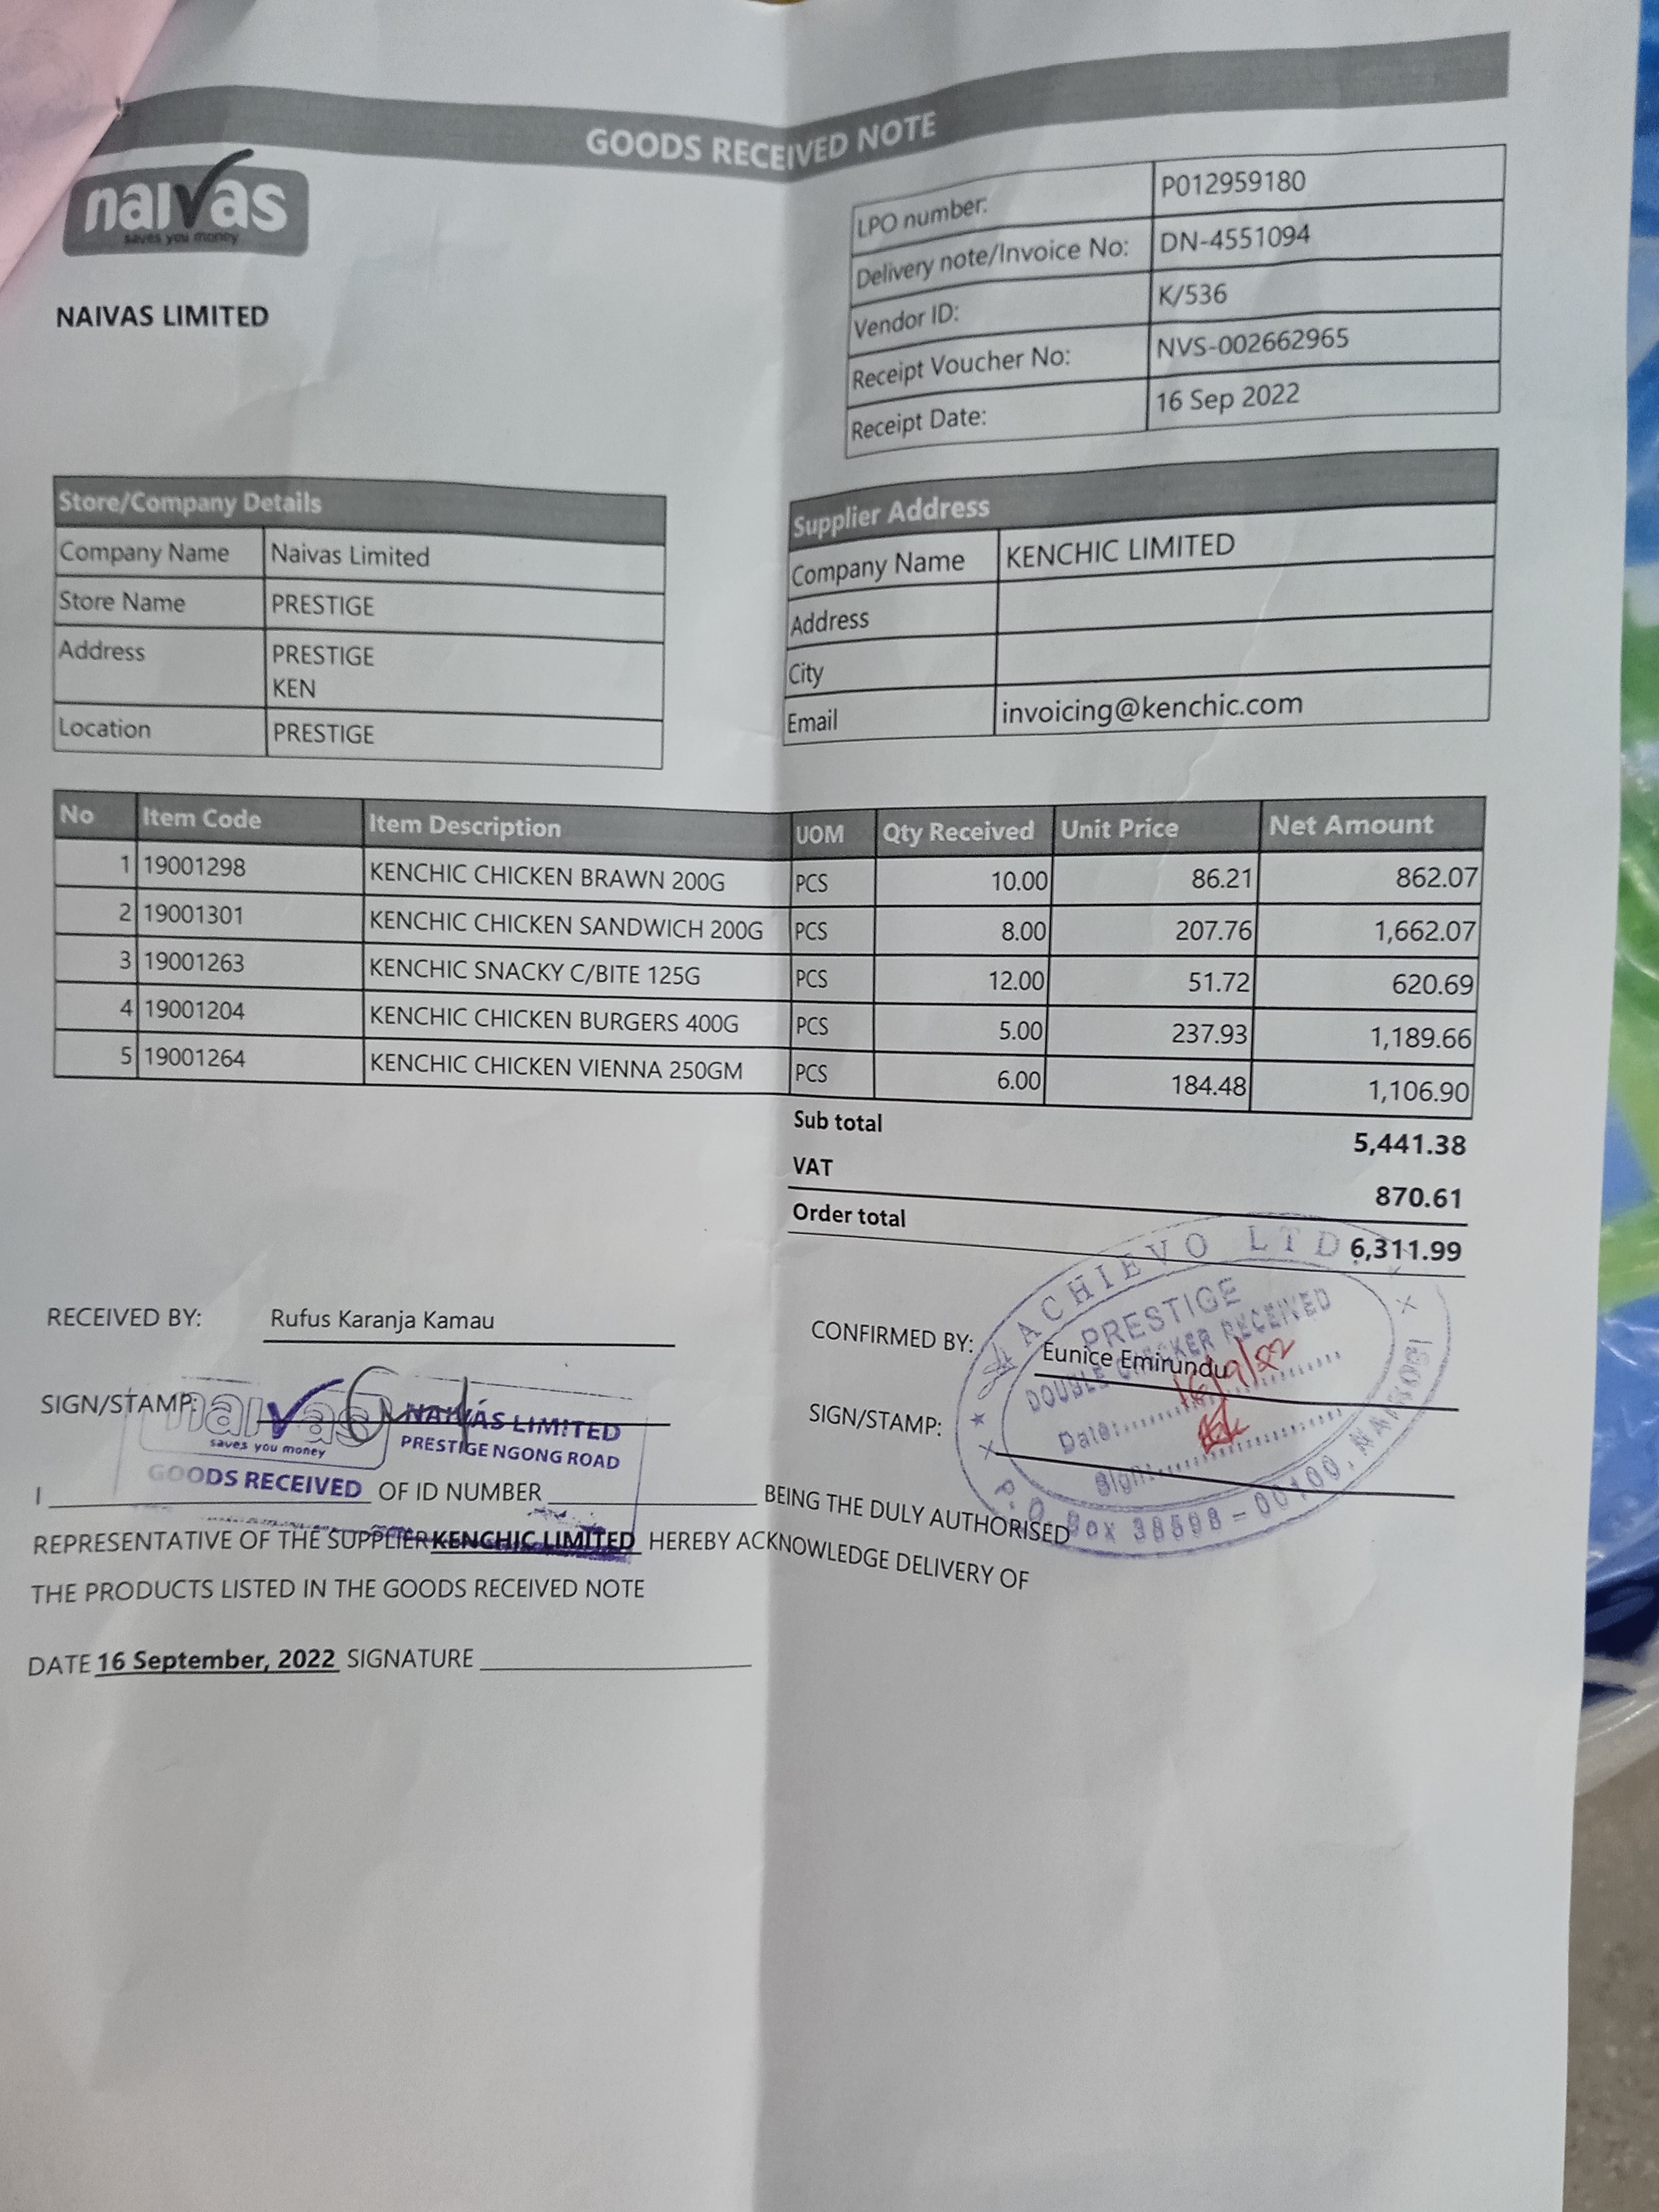 GOODS RECEIVED NOTE
naivas
saves you money
NAIVAS LIMITED
LPO number: P012959180
Delivery note/Invoice No: DN-4551094
Vendor ID: K/536
Receipt Voucher No: NVS-002662965
Receipt Date: 16 Sep 2022
Store/Company Details
Company Name Naivas Limited
Store Name PRESTIGE
Address PRESTIGE
KEN
Location PRESTIGE
Supplier Address
Company Name KENCHIC LIMITED
Address
City
Email invoicing@kenchic.com
No Item Code Item Description UOM Qty Received Unit Price Net Amount
1 19001298 KENCHIC CHICKEN BRAWN 200G PCS 10.00 86.21 862.07
2 19001301 KENCHIC CHICKEN SANDWICH 200G PCS 8.00 207.76 1,662.07
3 19001263 KENCHIC SNACKY C/BITE 125G PCS 12.00 51.72 620.69
4 19001204 KENCHIC CHICKEN BURGERS 400G PCS 5.00 237.93 1,189.66
5 19001264 KENCHIC CHICKEN VIENNA 250GM PCS 6.00 184.48 1,106.90
Sub total 5,441.38
VAT 870.61
Order total 6,311.99
RECEIVED BY: Rufus Karanja Kamau
CONFIRMED BY: Eunice Emirundu
SIGN/STAMP:
SIGN/STAMP:
naivas
saves you money
NAIVAS LIMITED
PRESTIGE NGONG ROAD
GOODS RECEIVED
ACHIEVO LTD
PRESTIGE
DOUBLE CHECKER RECEIVED
Date: 16/9/22
Sign:
P.O Box 38598-00100, NAIROBI
I OF ID NUMBER BEING THE DULY AUTHORISED
REPRESENTATIVE OF THE SUPPLIER KENCHIC LIMITED HEREBY ACKNOWLEDGE DELIVERY OF
THE PRODUCTS LISTED IN THE GOODS RECEIVED NOTE
DATE 16 September, 2022 SIGNATURE